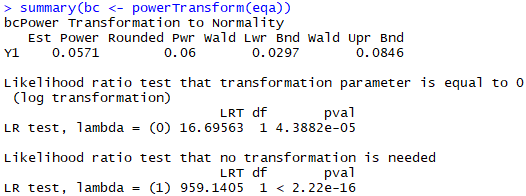 > summary(bc <- powerTransform(eqa))
bcPower Transformation to Normality
   Est Power Rounded Pwr Wald Lwr Bnd Wald Upr Bnd
Y1    0.0571        0.06       0.0297       0.0846

Likelihood ratio test that transformation parameter is equal to 0
 (log transformation)
                           LRT df       pval
LR test, lambda = (0) 16.69563  1 4.3882e-05

Likelihood ratio test that no transformation is needed
                           LRT df       pval
LR test, lambda = (1) 959.1405  1 < 2.22e-16